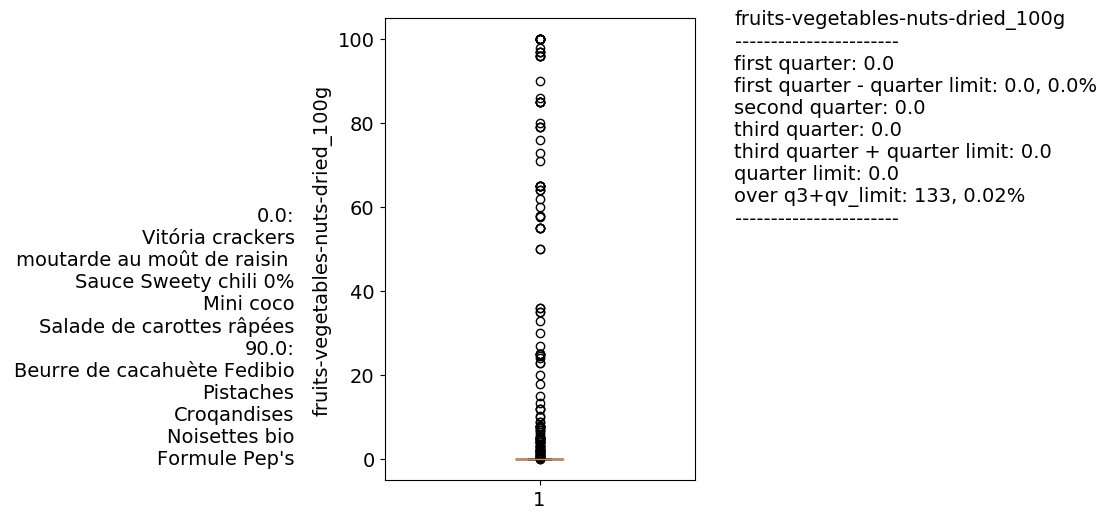 0.0:
Vitória crackers
moutarde au moût de raisin
Sauce Sweety chili 0%
Mini coco
Salade de carottes râpées
90.0:
Beurre de cacahuète Fedibio
Pistaches
Croqandises
Noisettes bio
Formule Pep's
fruits-vegetables-nuts-dried_100g
100
80
60
40
20
0
1
fruits-vegetables-nuts-dried_100g
-----------------------
first quarter: 0.0
first quarter - quarter limit: 0.0, 0.0%
second quarter: 0.0
third quarter: 0.0
third quarter + quarter limit: 0.0
quarter limit: 0.0
over q3+qv_limit: 133, 0.02%
-----------------------